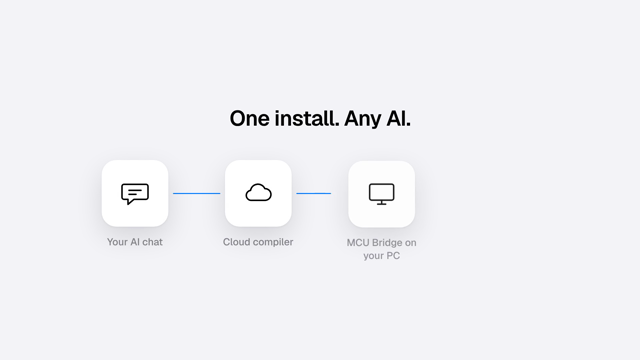 One install. Any AI.
Your AI chat
Cloud compiler
MCU Bridge on
your PC